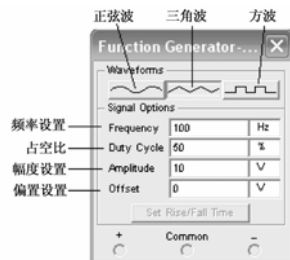 正弦波 三角波 方波
Function Generator-...
Waveforms
Signal Options
频率设置 Frequency 100 Hz
占空比 Duty Cycle 50 %
幅度设置 Amplitude 10 V
偏置设置 Offset 0 V
Set Rise/Fall Time
+ Common -